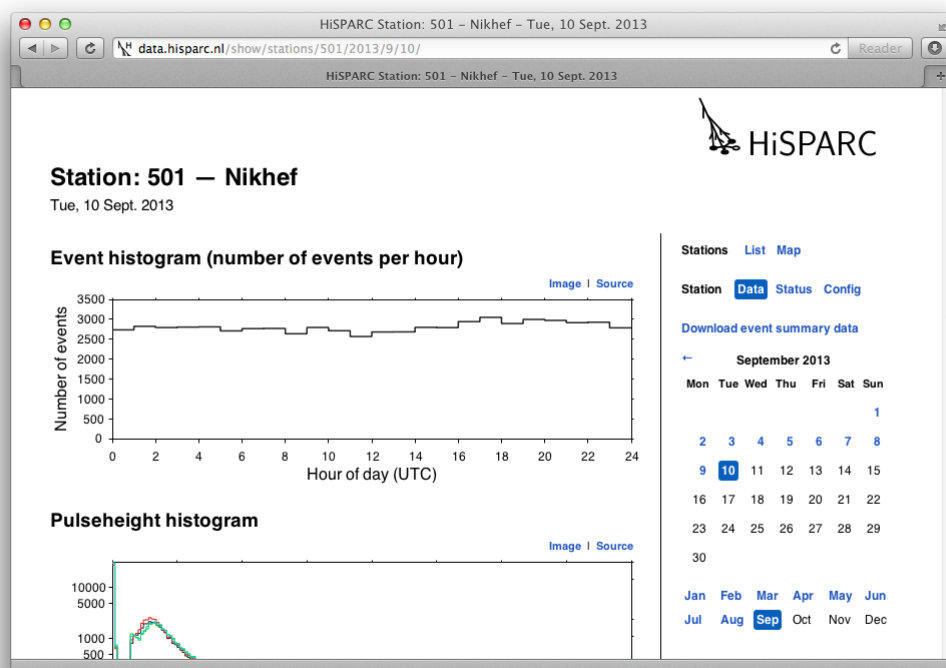 HiSPARC Station: 501 – Nikhef – Tue, 10 Sept. 2013
data.hisparc.nl/show/stations/501/2013/9/10/
Reader
HiSPARC Station: 501 – Nikhef – Tue, 10 Sept. 2013
HiSPARC
Station: 501 — Nikhef
Tue, 10 Sept. 2013
Event histogram (number of events per hour)
Image | Source
Number of events
3500
3000
2500
2000
1500
1000
500
0
0 2 4 6 8 10 12 14 16 18 20 22 24
Hour of day (UTC)
Pulseheight histogram
Image | Source
10000
5000
1000
500
Stations List Map
Station Data Status Config
Download event summary data
← September 2013
Mon Tue Wed Thu Fri Sat Sun
1
2 3 4 5 6 7 8
9 10 11 12 13 14 15
16 17 18 19 20 21 22
23 24 25 26 27 28 29
30
Jan Feb Mar Apr May Jun
Jul Aug Sep Oct Nov Dec